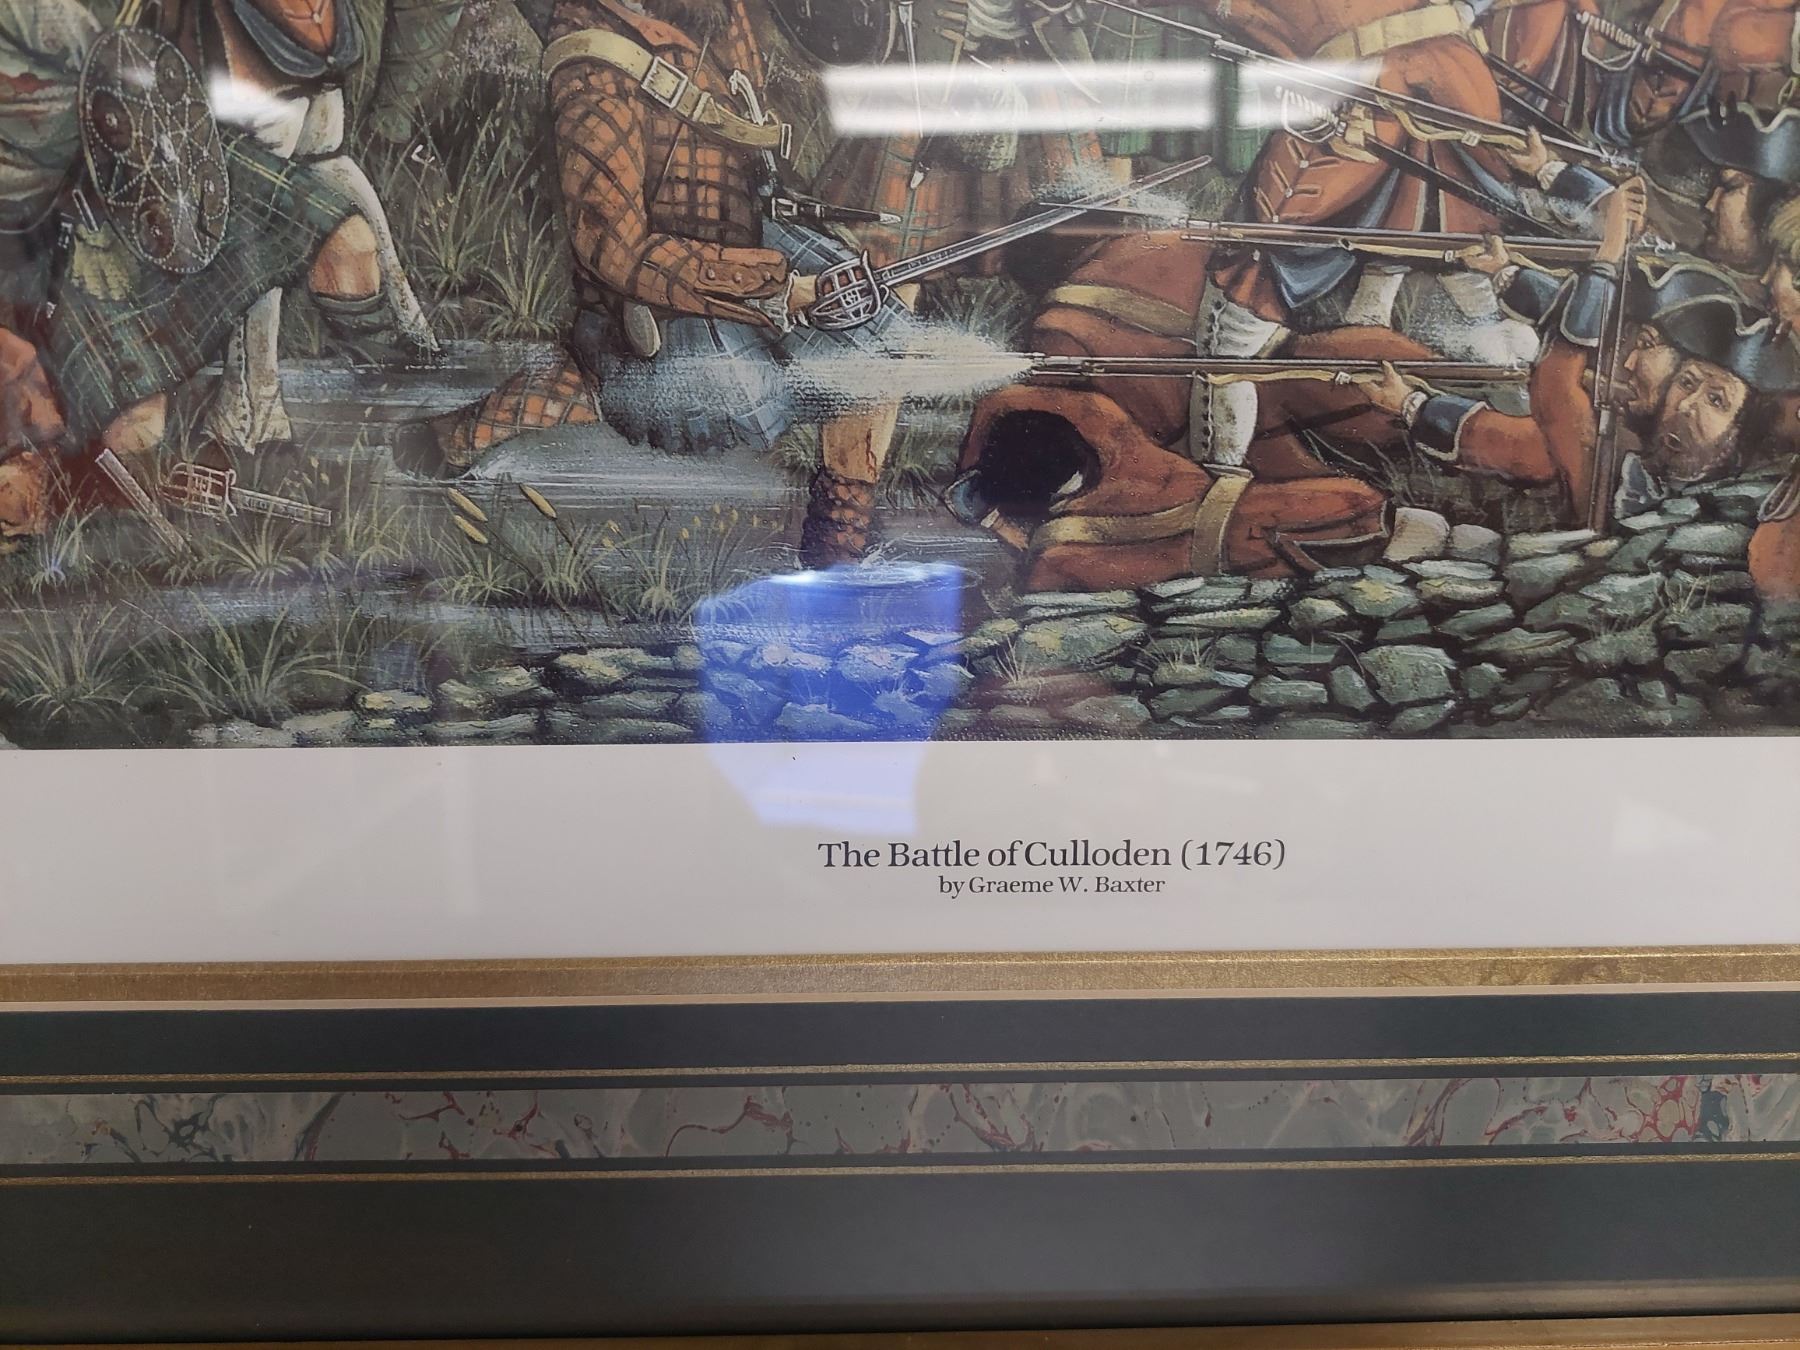 The Battle of Culloden (1746)
by Graeme W. Baxter